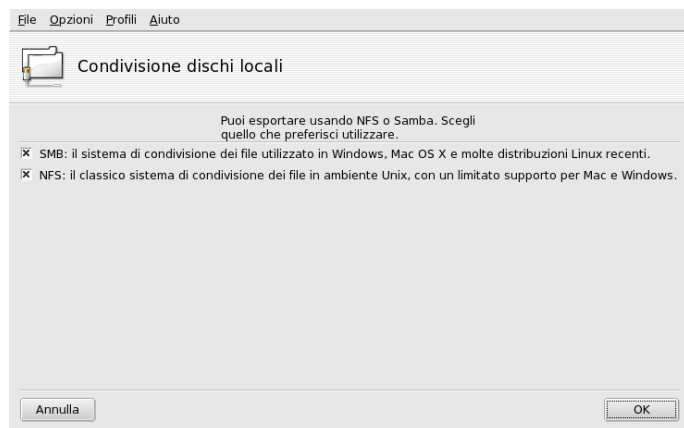 File Opzioni Profili Aiuto
Condivisione dischi locali
Puoi esportare usando NFS o Samba. Scegli
quello che preferisci utilizzare.
SMB: il sistema di condivisione dei file utilizzato in Windows, Mac OS X e molte distribuzioni Linux recenti.
NFS: il classico sistema di condivisione dei file in ambiente Unix, con un limitato supporto per Mac e Windows.
Annulla OK